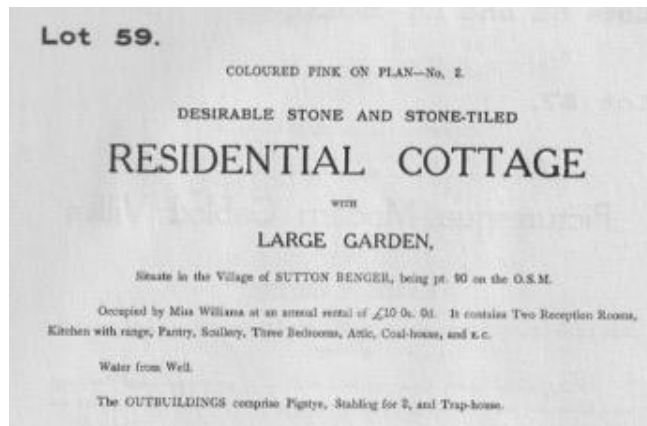 Lot 59.
COLOURED PINK ON PLAN—No. 2.
DESIRABLE STONE AND STONE-TILED
RESIDENTIAL COTTAGE
WITH
LARGE GARDEN,
Situate in the Village of SUTTON BENGER, being pt. 90 on the O.S.M.
Occupied by Miss Williams at an annual rental of £10 0s. 0d. It contains Two Reception Rooms,
Kitchen with range, Pantry, Scullery, Three Bedrooms, Attic, Coal-house, and E.C.
Water from Well.
The OUTBUILDINGS comprise Pigstye, Stabling for 2, and Trap-house.